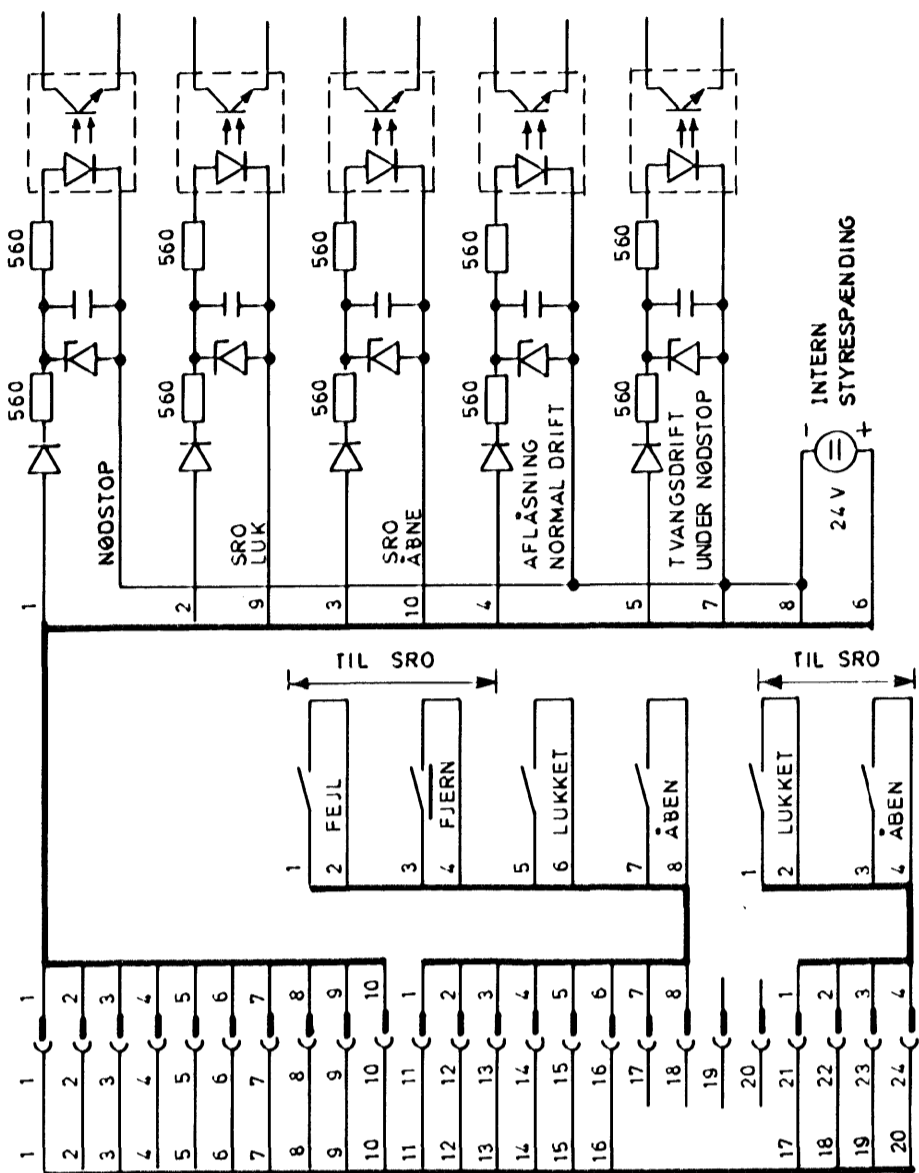 20 19 18 17 16 15 14 13 12 11 10 9 8 7 6 5 4 3 2 1
24 23 22 21 20 19 18 17 16 15 14 13 12 11 10 9 8 7 6 5 4 3 2 1
4 3 2 1 8 7 6 5 4 3 2 1 10 9 8 7 6 5 4 3 2 1
4 3 2 1 8 7 6 5 4 3 2 1
ÅBEN LUKKET ÅBEN LUKKET FJERN FEJL
TIL SRO TIL SRO
6 8 7 5 4 10 3 9 2 1
24V
+ -
INTERN
STYRESPÆNDING
TVANGSDRIFT
UNDER NØDSTOP
AFLÅSNING
NORMAL DRIFT
SRO
ÅBNE
SRO
LUK
NØDSTOP
560 560 560 560 560
560 560 560 560 560